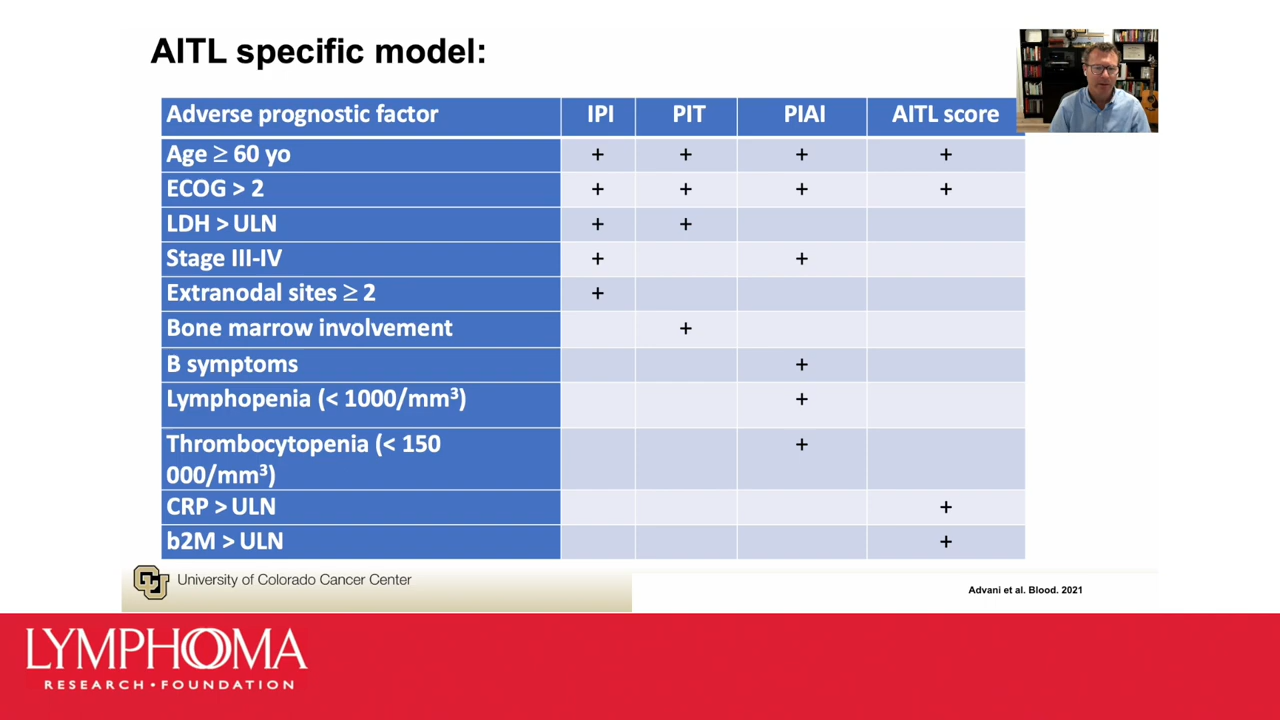 AITL specific model:
Adverse prognostic factor IPI PIT PIAI AITL score
Age ≥ 60 yo + + + +
ECOG > 2 + + + +
LDH > ULN + +
Stage III-IV + +
Extranodal sites ≥ 2 +
Bone marrow involvement +
B symptoms +
Lymphopenia (< 1000/mm³) +
Thrombocytopenia (< 150 +
000/mm³)
CRP > ULN +
b2M > ULN +
CU University of Colorado Cancer Center
Advani et al. Blood. 2021
LYMPHOMA
RESEARCH • FOUNDATION